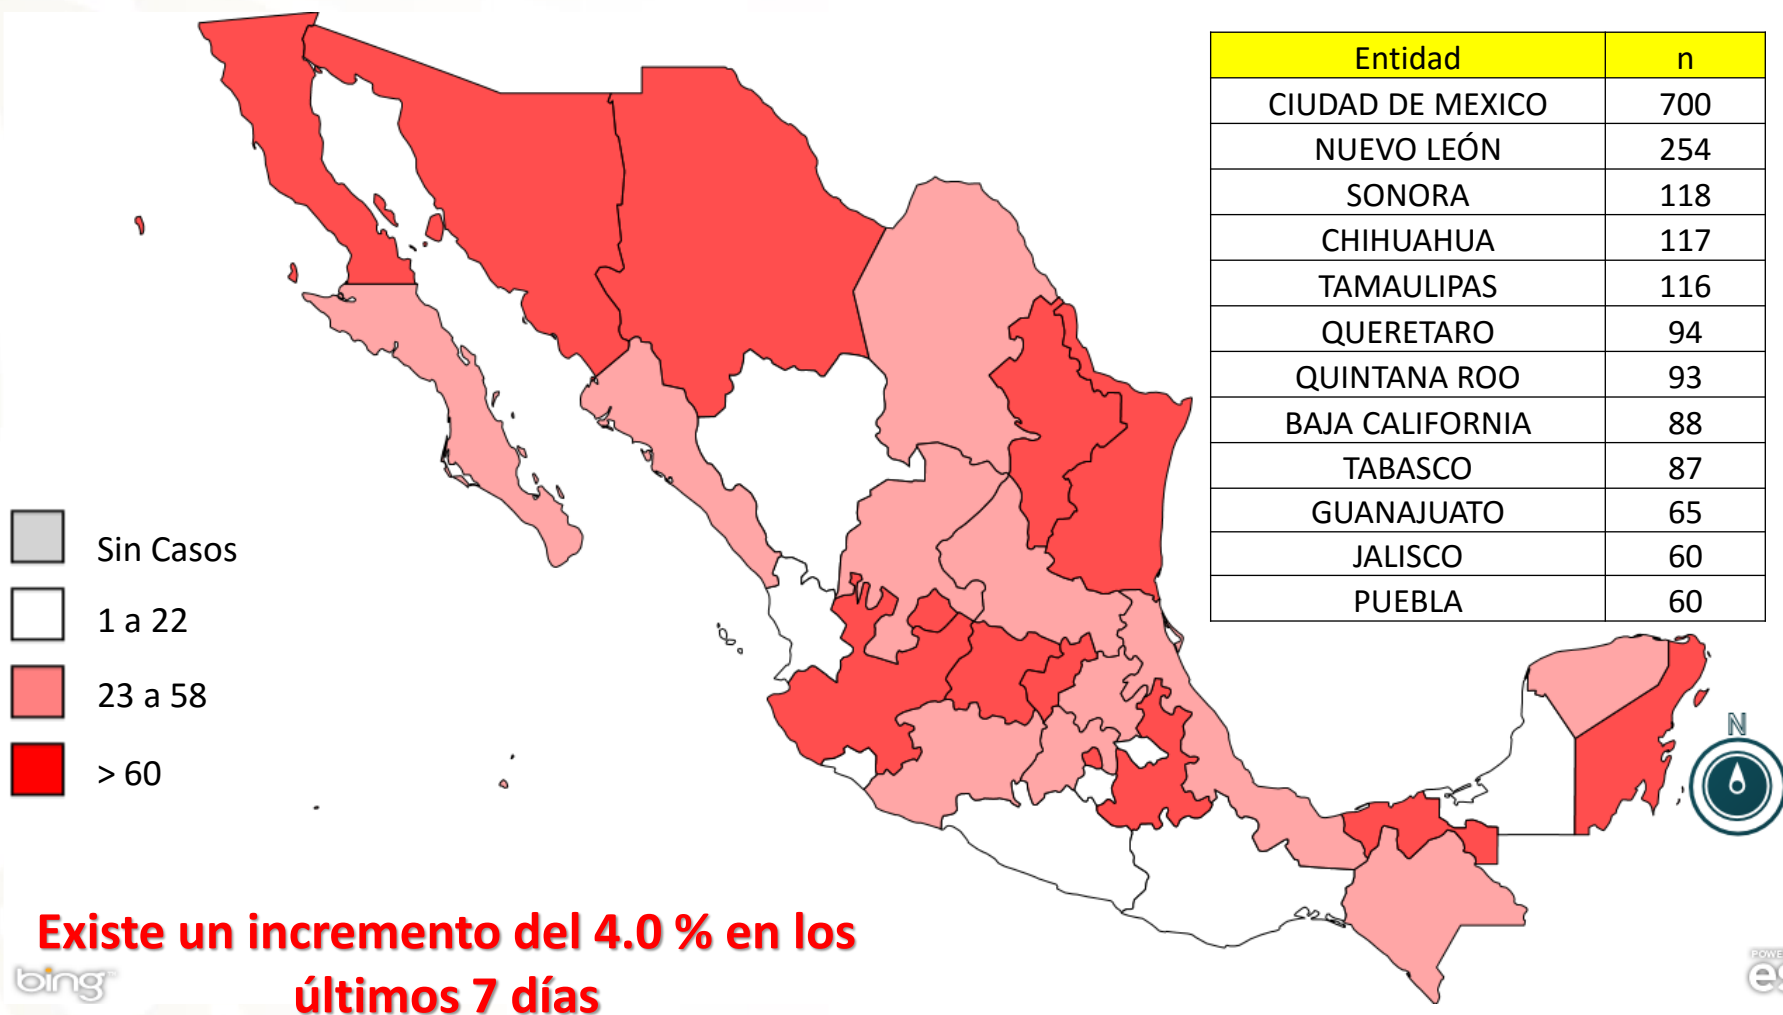 Entidad n
CIUDAD DE MEXICO 700
NUEVO LEÓN 254
SONORA 118
CHIHUAHUA 117
TAMAULIPAS 116
QUERETARO 94
QUINTANA ROO 93
BAJA CALIFORNIA 88
TABASCO 87
GUANAJUATO 65
JALISCO 60
PUEBLA 60
Sin Casos
1 a 22
23 a 58
> 60
N
Existe un incremento del 4.0 % en los
últimos 7 días
bing